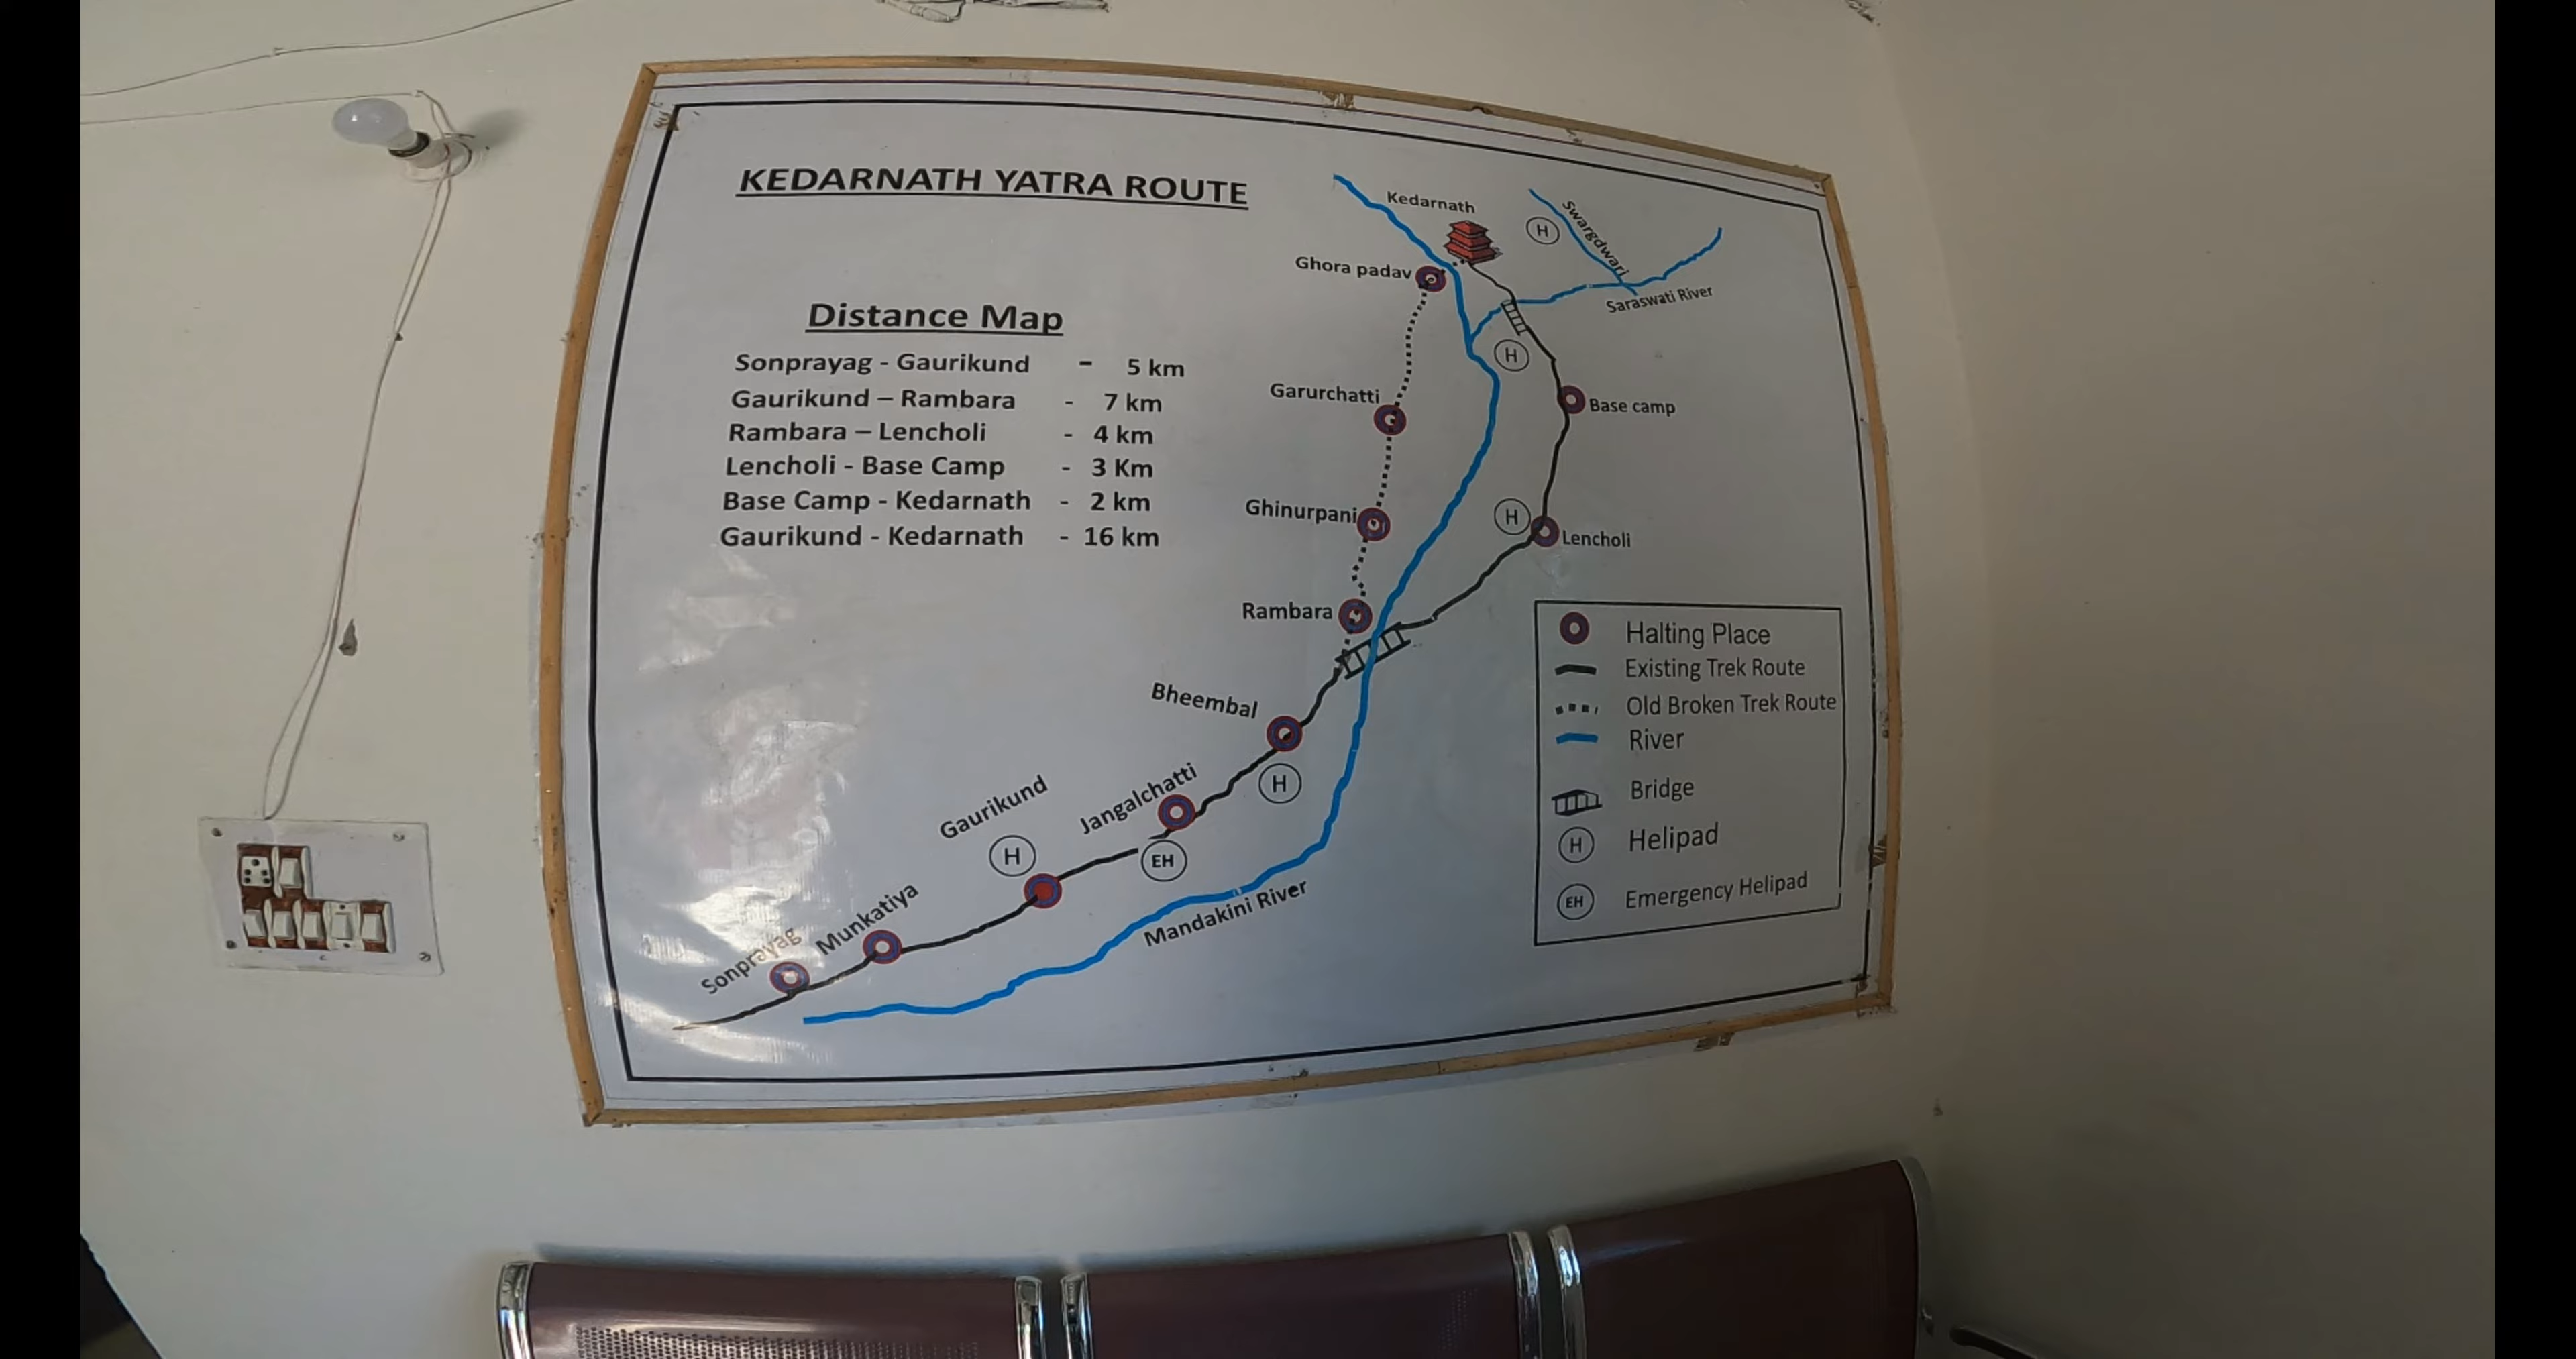 KEDARNATH YATRA ROUTE
Distance Map
Sonprayag - Gaurikund - 5 km
Gaurikund – Rambara - 7 km
Rambara – Lencholi - 4 km
Lencholi - Base Camp - 3 Km
Base Camp - Kedarnath - 2 km
Gaurikund - Kedarnath - 16 km
Kedarnath
H
Swargdwari
Ghora padav
Saraswati River
H
Garurchatti
Base camp
Ghinurpani
H
Lencholi
Rambara
Bheembal
H
Jangalchatti
EH
Gaurikund
H
Munkatiya
Sonprayag
Mandakini River
Halting Place
Existing Trek Route
Old Broken Trek Route
River
Bridge
H Helipad
EH Emergency Helipad